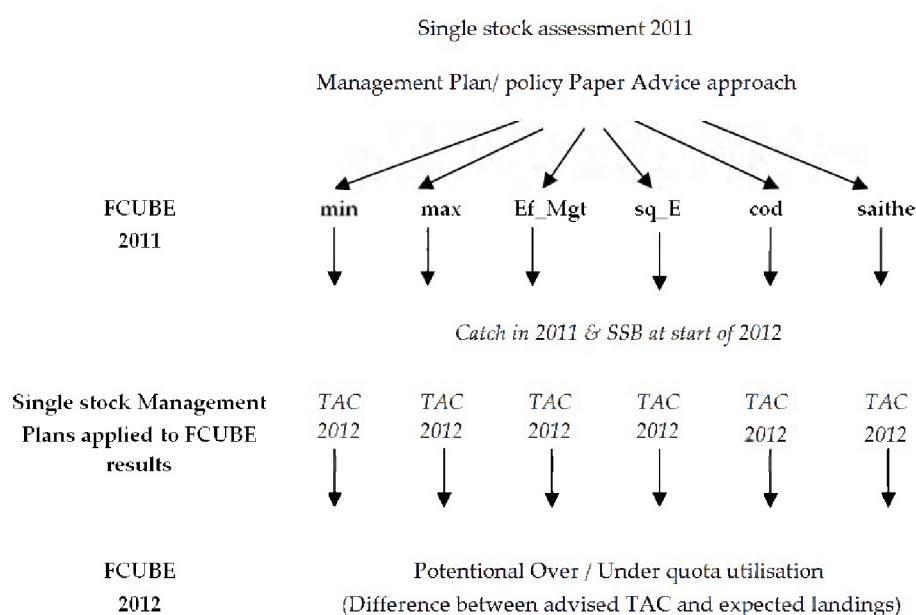 Single stock assessment 2011
Management Plan/ policy Paper Advice approach
FCUBE min max Ef_Mgt sq_E cod saithe
2011
Catch in 2011 & SSB at start of 2012
Single stock Management TAC TAC TAC TAC TAC TAC
Plans applied to FCUBE 2012 2012 2012 2012 2012 2012
results
FCUBE Potentional Over / Under quota utilisation
2012 (Difference between advised TAC and expected landings)